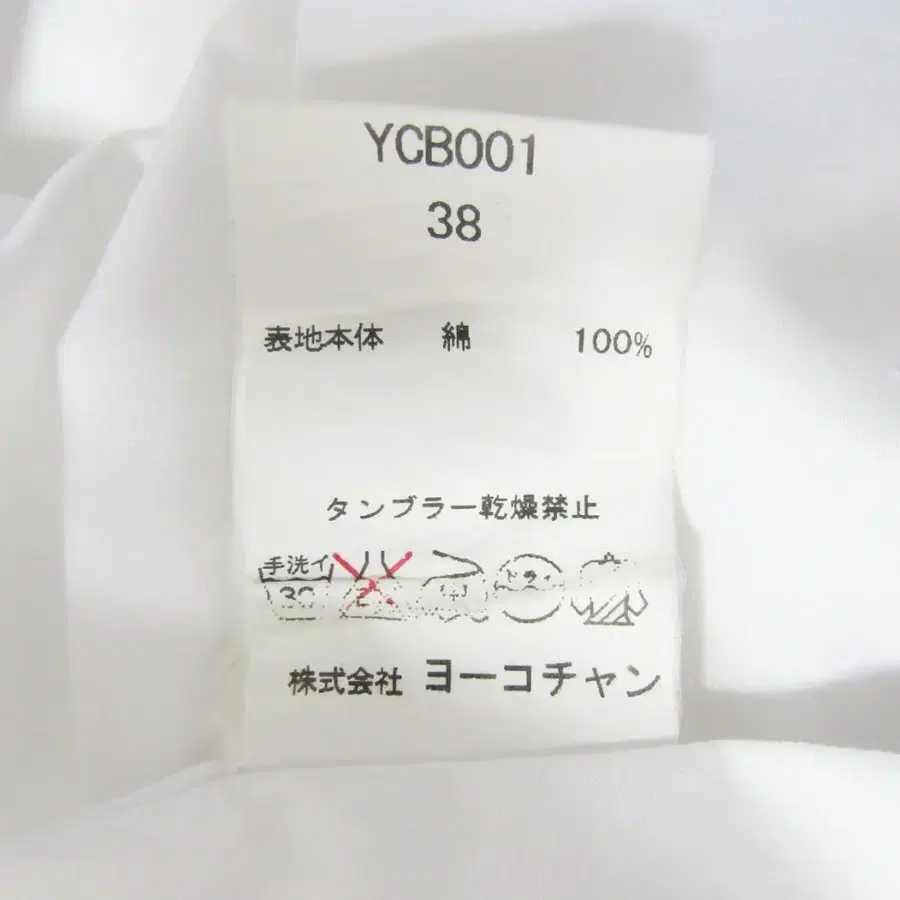 YCB001
38
表地本体 綿 100%
タンブラー乾燥禁止
手洗イ
30
株式会社 ヨーコチャン